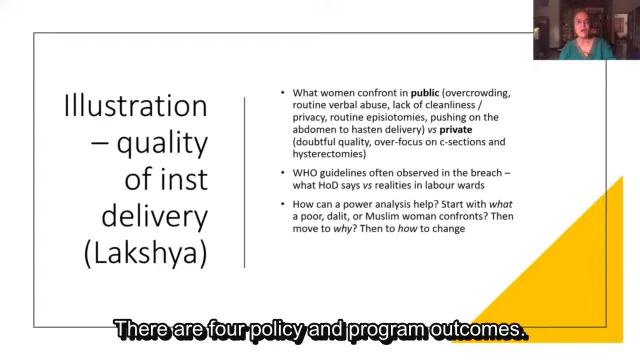 Illustration
– quality
of inst
delivery
(Lakshya)
• What women confront in public (overcrowding,
routine verbal abuse, lack of cleanliness /
privacy, routine episiotomies, pushing on the
abdomen to hasten delivery) vs private
(doubtful quality, over-focus on c-sections and
hysterectomies)
• WHO guidelines often observed in the breach –
what HoD says vs realities in labour wards
• How can a power analysis help? Start with what
a poor, dalit, or Muslim woman confronts? Then
move to why? Then to how to change
There are four policy and program outcomes.